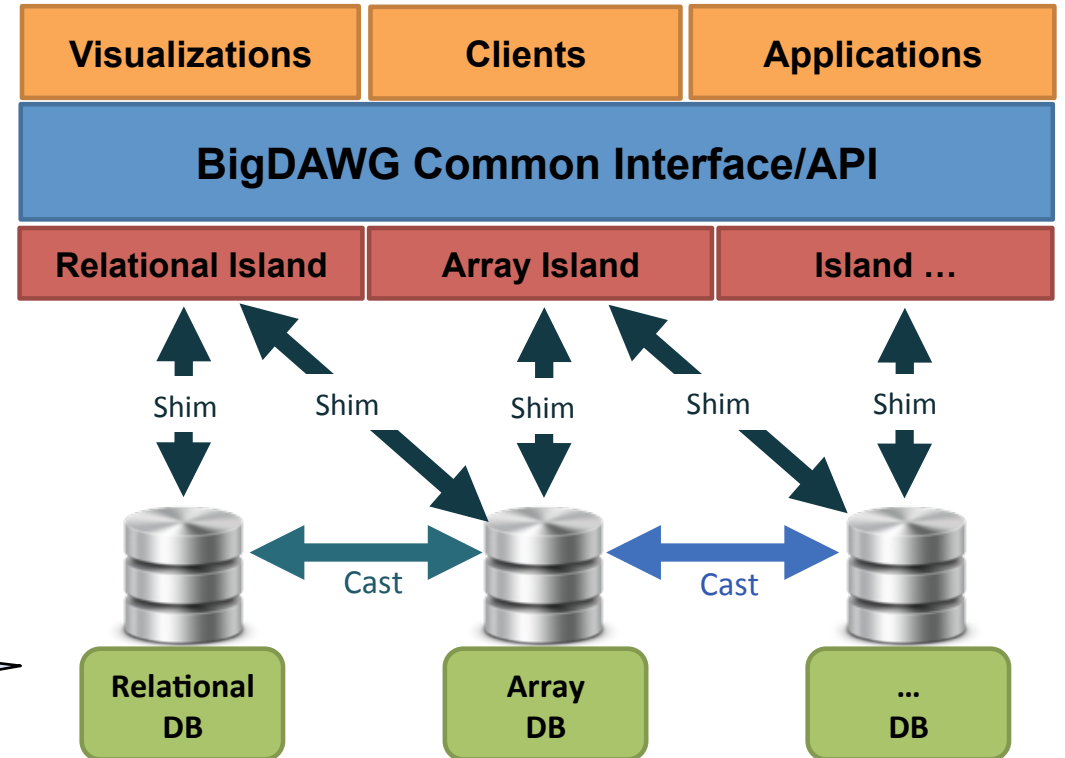 Visualizations
Clients
Applications
BigDAWG Common Interface/API
Relational Island
Array Island
Island …
Shim
Shim
Shim
Shim
Shim
Cast
Cast
Relational
DB
Array
DB
...
DB